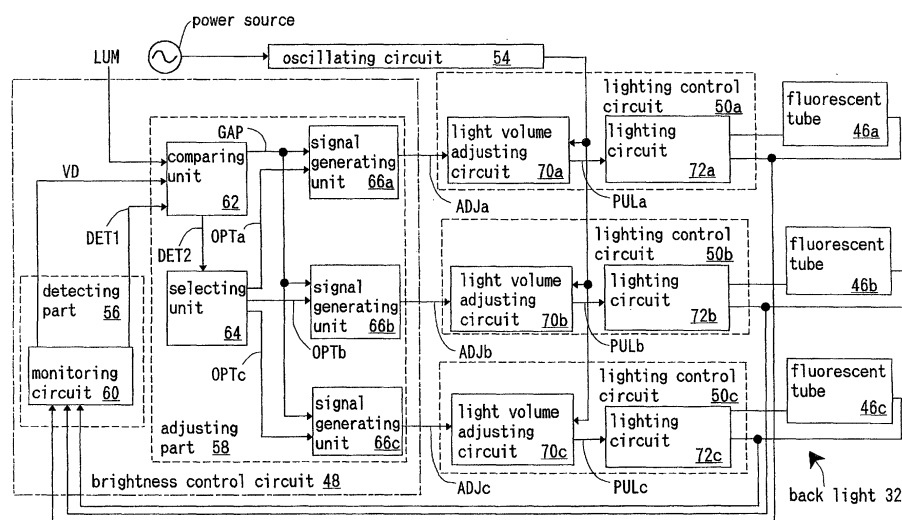 power source
LUM
oscillating circuit 54
lighting control
circuit 50a
fluorescent
tube 46a
GAP
comparing
unit 62
signal
generating
unit 66a
light volume
adjusting
circuit 70a
lighting
circuit
72a
VD
ADJa
PULa
DET1
DET2
OPTa
lighting control
circuit 50b
fluorescent
tube 46b
detecting
part 56
selecting
unit 64
signal
generating
unit 66b
light volume
adjusting
circuit 70b
lighting
circuit
72b
OPTb
ADJb
PULb
OPTc
monitoring
circuit 60
lighting control
circuit 50c
fluorescent
tube 46c
signal
generating
unit 66c
light volume
adjusting
circuit 70c
lighting
circuit
72c
adjusting
part 58
brightness control circuit 48
ADJc
PULc
back light 32